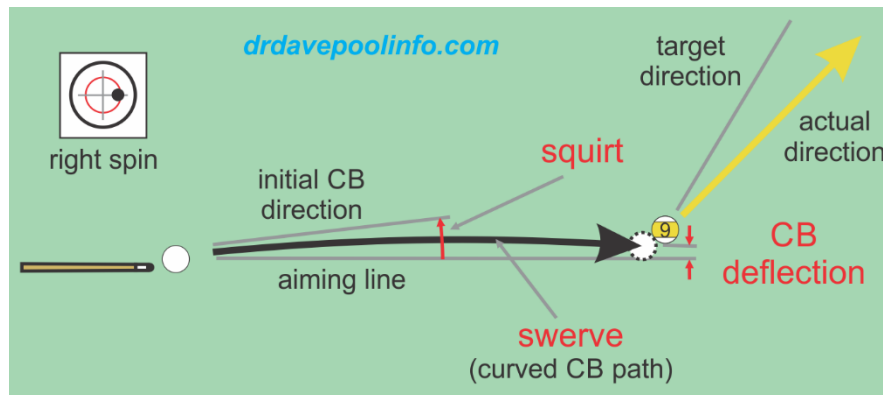 drdavepoolinfo.com
right spin
initial CB
direction
aiming line
squirt
swerve
(curved CB path)
target
direction
actual
direction
9
CB
deflection